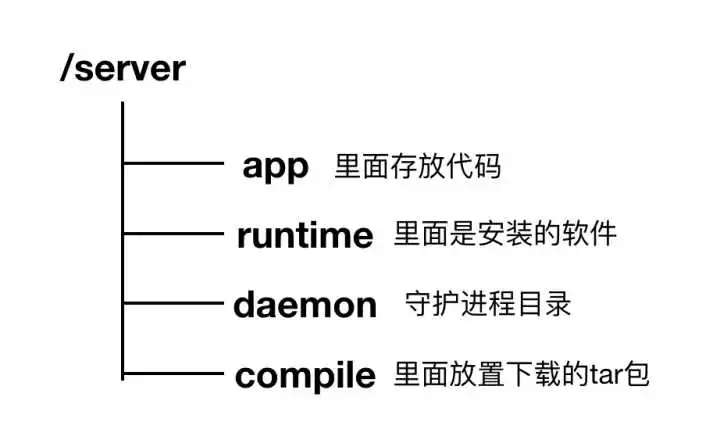 /server
app 里面存放代码
runtime 里面是安装的软件
daemon 守护进程目录
compile 里面放置下载的tar包